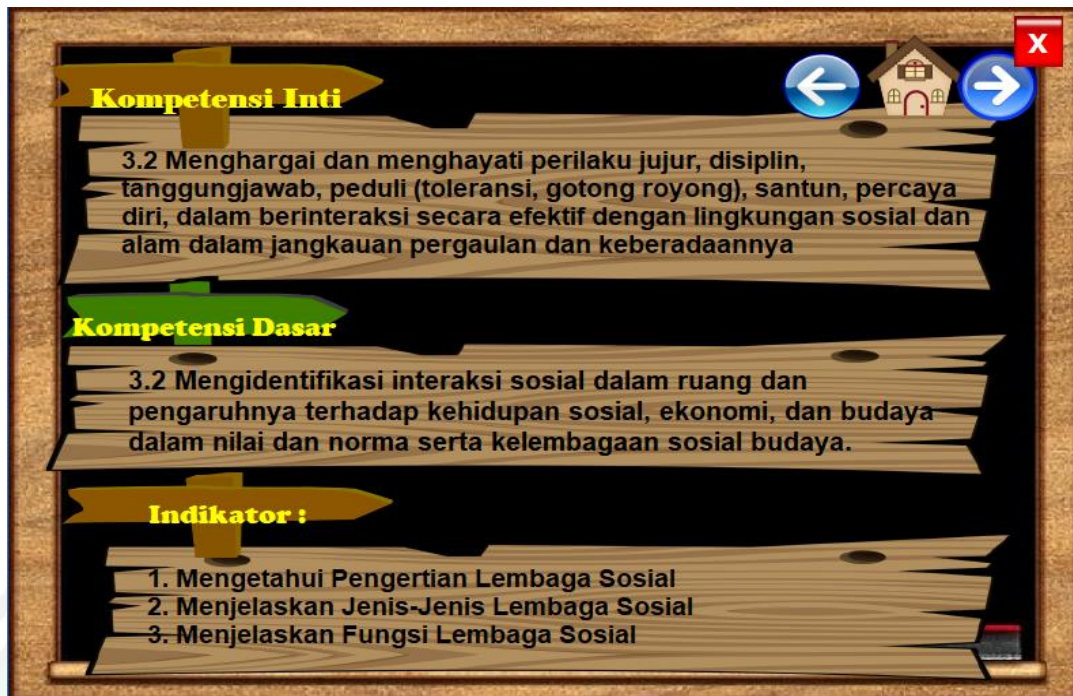 X
Kompetensi Inti
3.2 Menghargai dan menghayati perilaku jujur, disiplin,
tanggungjawab, peduli (toleransi, gotong royong), santun, percaya
diri, dalam berinteraksi secara efektif dengan lingkungan sosial dan
alam dalam jangkauan pergaulan dan keberadaannya
Kompetensi Dasar
3.2 Mengidentifikasi interaksi sosial dalam ruang dan
pengaruhnya terhadap kehidupan sosial, ekonomi, dan budaya
dalam nilai dan norma serta kelembagaan sosial budaya.
Indikator :
1. Mengetahui Pengertian Lembaga Sosial
2. Menjelaskan Jenis-Jenis Lembaga Sosial
3. Menjelaskan Fungsi Lembaga Sosial